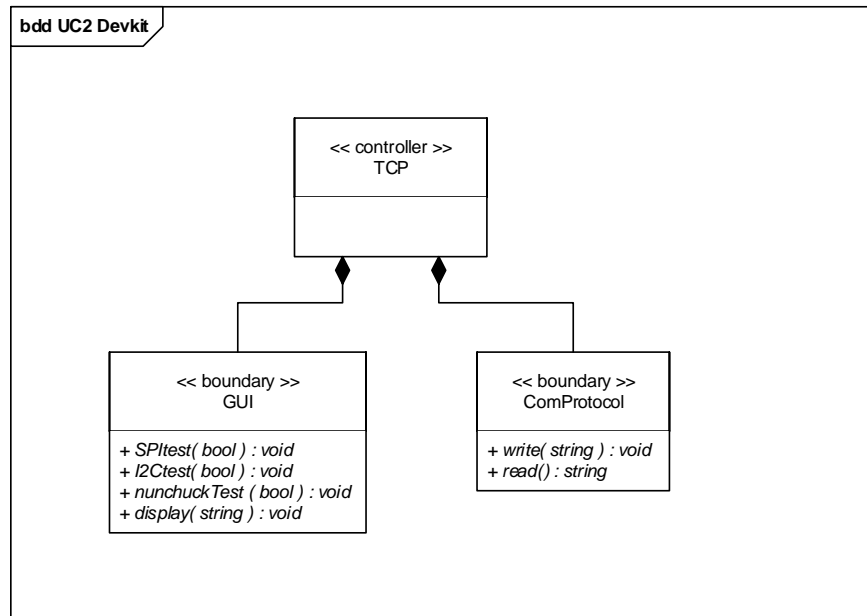 bdd UC2 Devkit
<< controller >>
TCP
<< boundary >>
GUI
+ SPItest( bool ) : void
+ I2Ctest( bool ) : void
+ nunchuckTest ( bool ) : void
+ display( string ) : void
<< boundary >>
ComProtocol
+ write( string ) : void
+ read() : string